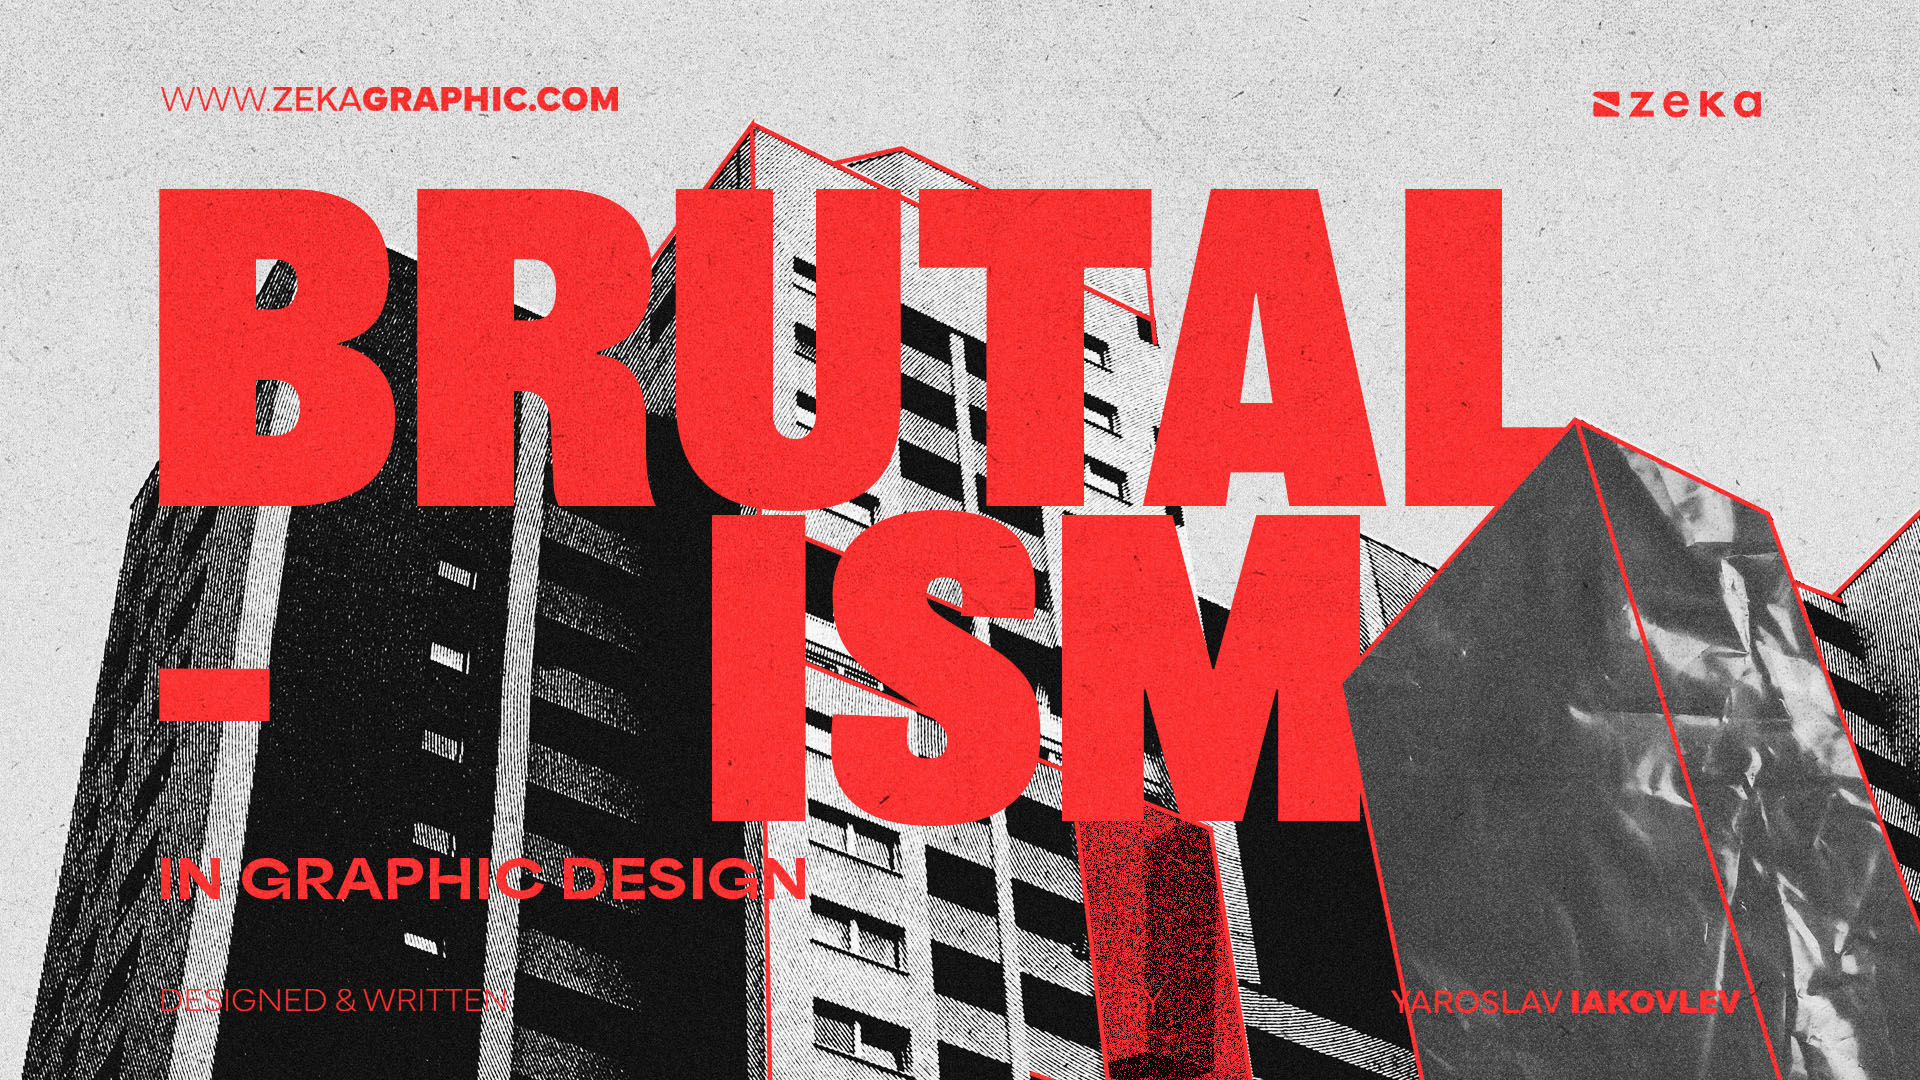 WWW.ZEKAGRAPHIC.COM
zeka
BRUTAL
ISM
IN GRAPHIC DESIGN
DESIGNED & WRITTEN
BY
YAROSLAV IAKOVLEV